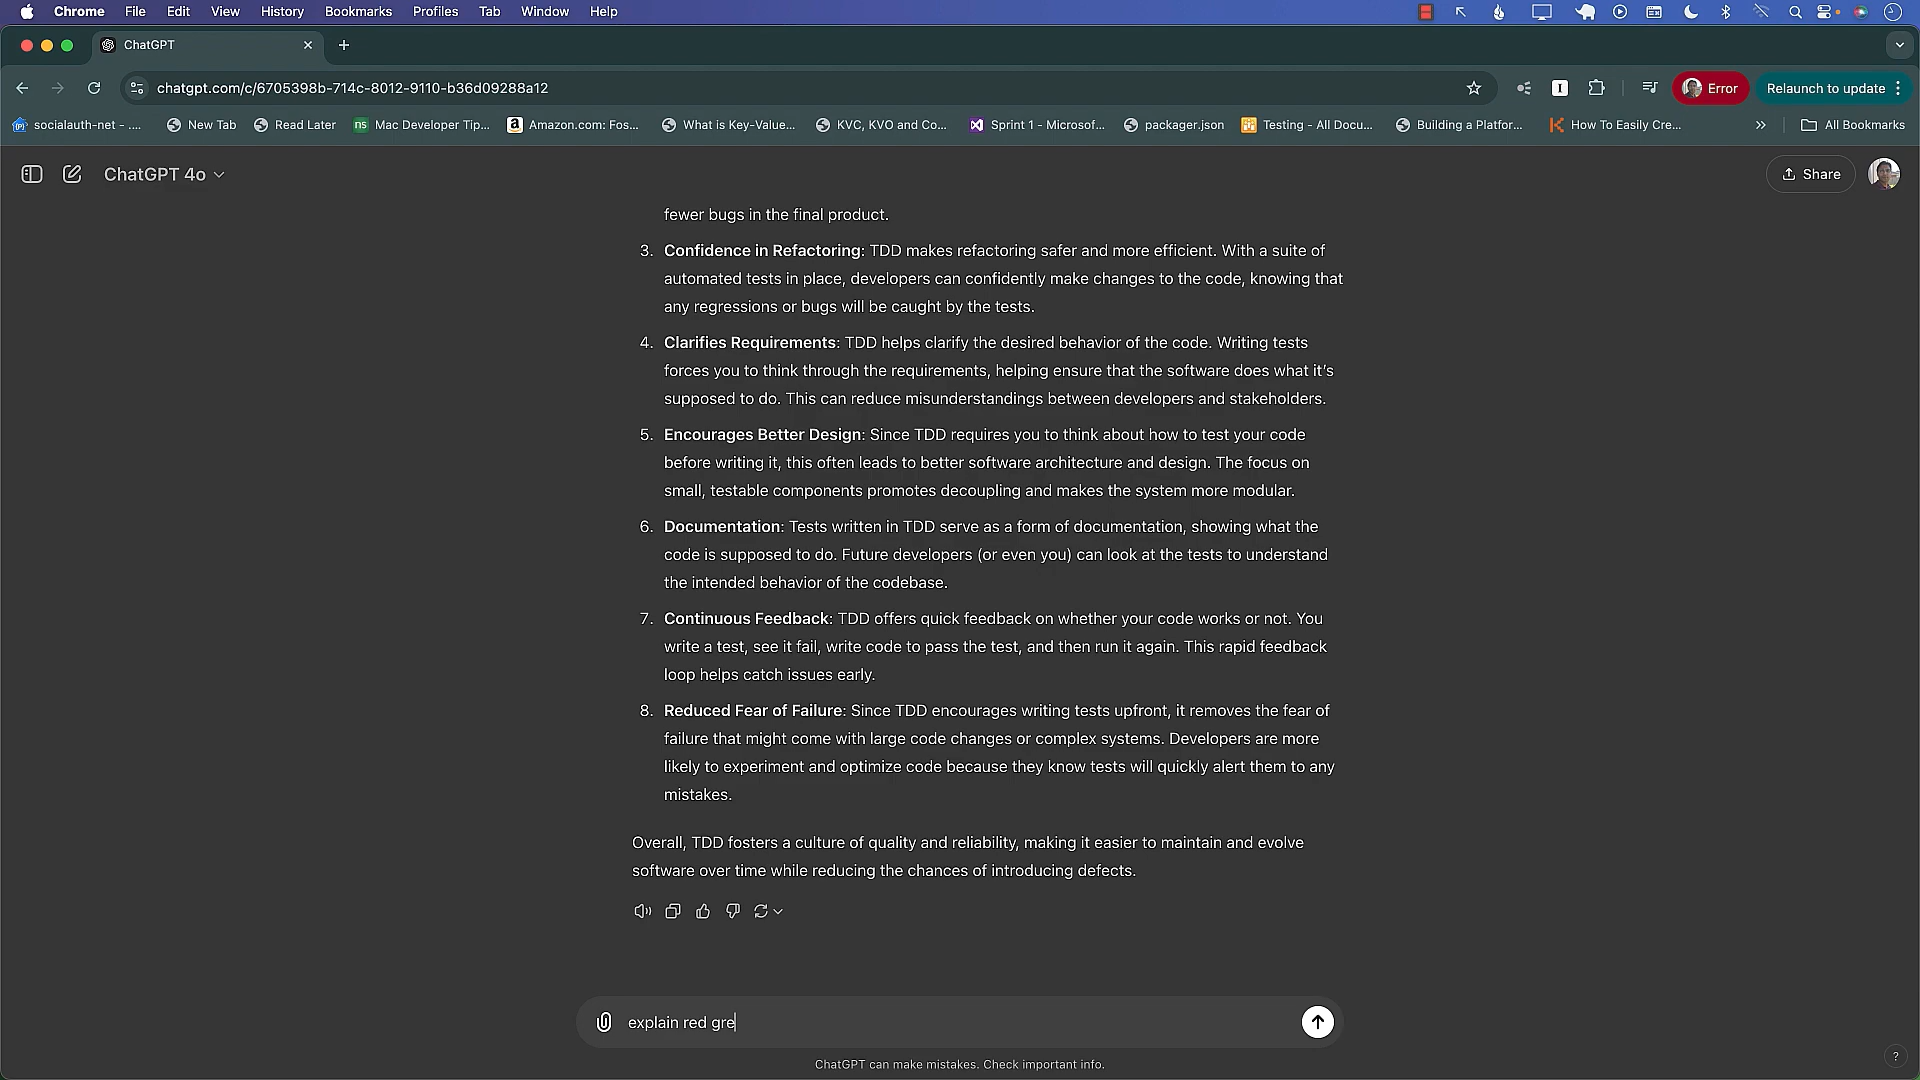 Chrome File Edit View History Bookmarks Profiles Tab Window Help
ChatGPT
chatgpt.com/c/6705398b-714c-8012-9110-b36d09288a12
Error
Relaunch to update
socialauth-net - .... New Tab Read Later Mac Developer Tip... Amazon.com: Fos... What is Key-Value... KVC, KVO and Co... Sprint 1 - Microsof... packager.json Testing - All Docu... Building a Platfor... How To Easily Cre... All Bookmarks
ChatGPT 4o
Share
fewer bugs in the final product.
3. Confidence in Refactoring: TDD makes refactoring safer and more efficient. With a suite of
automated tests in place, developers can confidently make changes to the code, knowing that
any regressions or bugs will be caught by the tests.
4. Clarifies Requirements: TDD helps clarify the desired behavior of the code. Writing tests
forces you to think through the requirements, helping ensure that the software does what it's
supposed to do. This can reduce misunderstandings between developers and stakeholders.
5. Encourages Better Design: Since TDD requires you to think about how to test your code
before writing it, this often leads to better software architecture and design. The focus on
small, testable components promotes decoupling and makes the system more modular.
6. Documentation: Tests written in TDD serve as a form of documentation, showing what the
code is supposed to do. Future developers (or even you) can look at the tests to understand
the intended behavior of the codebase.
7. Continuous Feedback: TDD offers quick feedback on whether your code works or not. You
write a test, see it fail, write code to pass the test, and then run it again. This rapid feedback
loop helps catch issues early.
8. Reduced Fear of Failure: Since TDD encourages writing tests upfront, it removes the fear of
failure that might come with large code changes or complex systems. Developers are more
likely to experiment and optimize code because they know tests will quickly alert them to any
mistakes.
Overall, TDD fosters a culture of quality and reliability, making it easier to maintain and evolve
software over time while reducing the chances of introducing defects.
explain red gre
ChatGPT can make mistakes. Check important info.
?